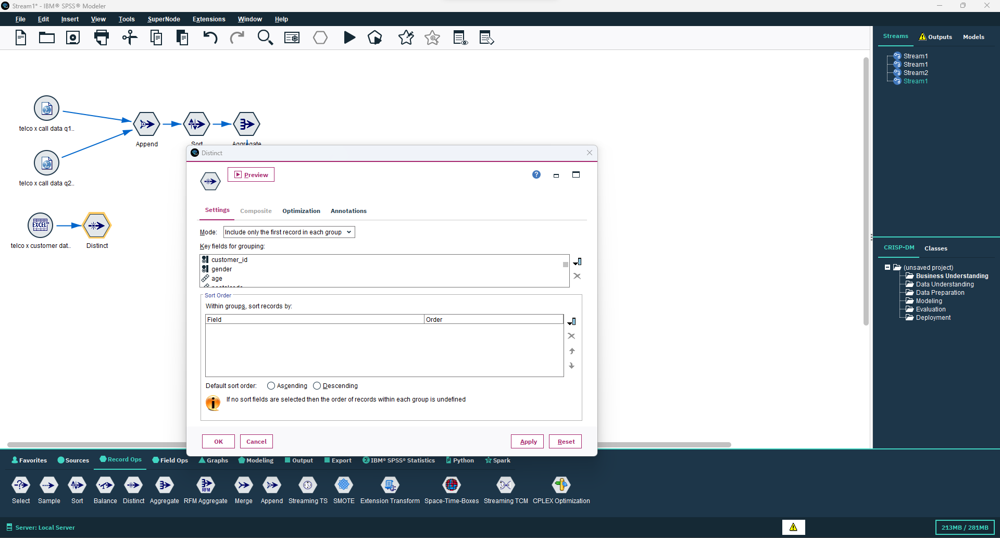 Stream1* - IBM® SPSS® Modeler
File Edit Insert View Tools SuperNode Extensions Window Help
Streams Outputs Models
Stream1
Stream1
Stream2
Stream1
telco x call data q1..
Append
Sort
Aggregate
telco x call data q2..
EXCEL™
telco x customer dat..
Distinct
Distinct
Preview
?
Settings Composite Optimization Annotations
Mode: Include only the first record in each group
Key fields for grouping:
customer_id
gender
age
Sort Order
Within groups, sort records by:
Field Order
Default sort order: Ascending Descending
If no sort fields are selected then the order of records within each group is undefined
OK Cancel Apply Reset
CRISP-DM Classes
(unsaved project)
Business Understanding
Data Understanding
Data Preparation
Modeling
Evaluation
Deployment
Favorites Sources Record Ops Field Ops Graphs Modeling Output Export IBM® SPSS® Statistics Python Spark
RFM
Select Sample Sort Balance Distinct Aggregate RFM Aggregate Merge Append Streaming TS SMOTE Extension Transform Space-Time-Boxes Streaming TCM CPLEX Optimization
Server: Local Server
213MB / 281MB